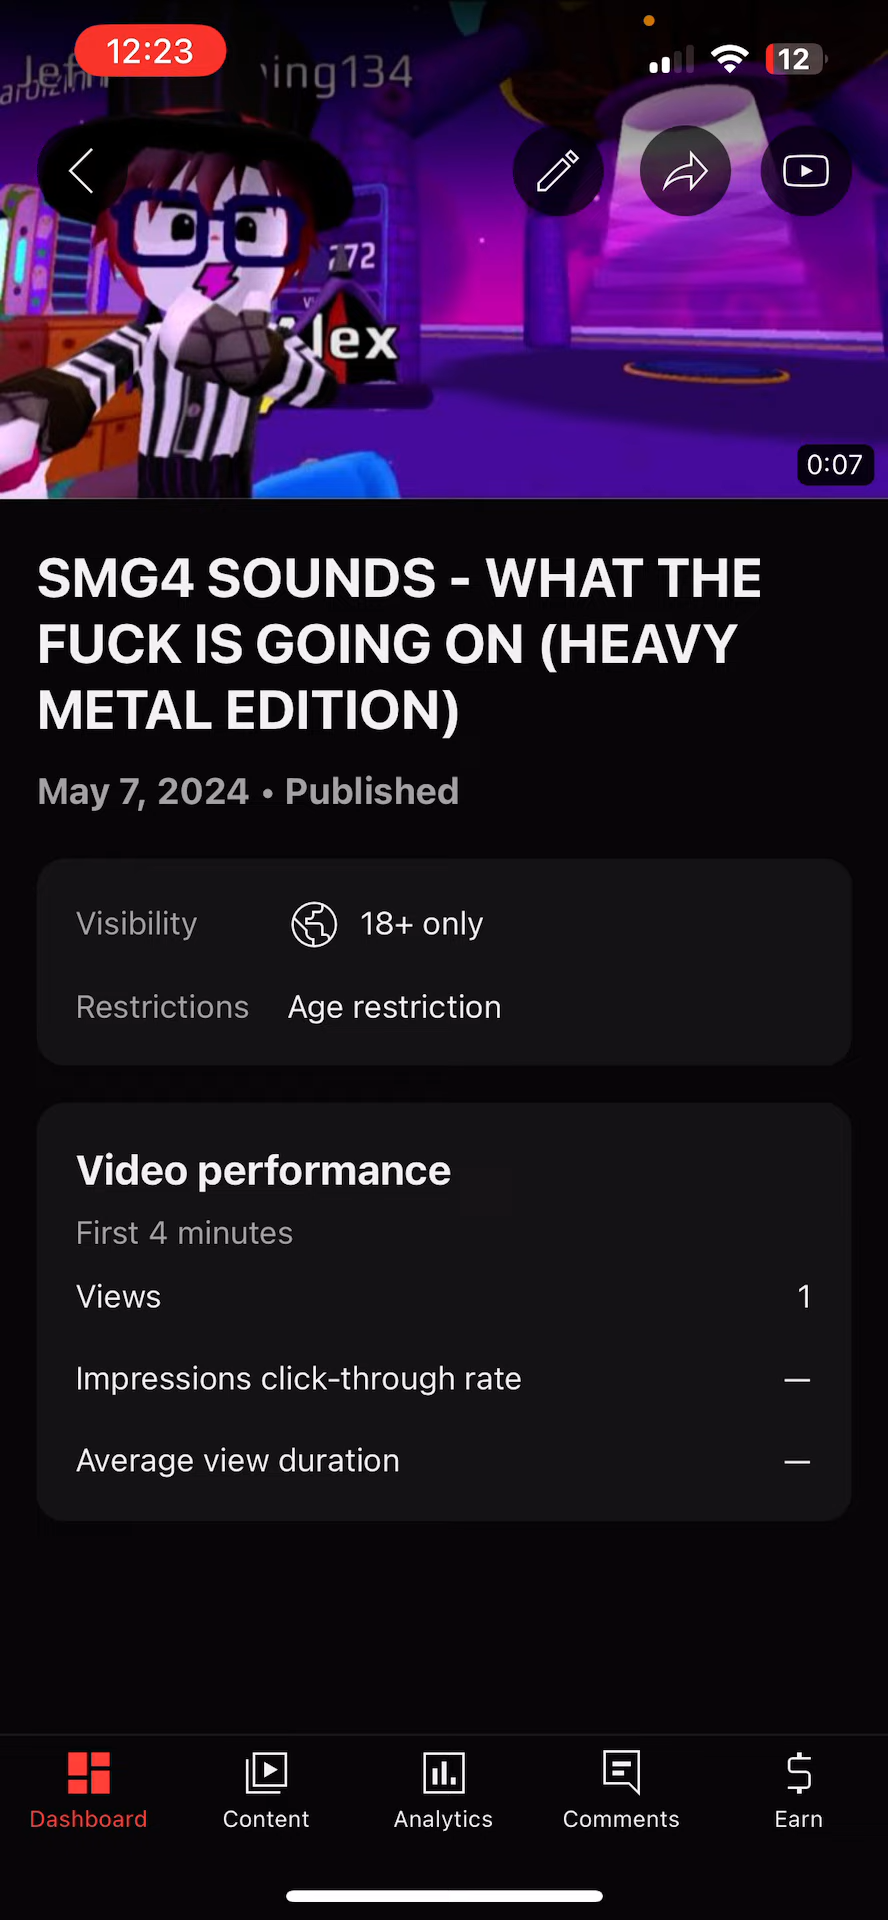 12:23
12
ing134
72
lex
0:07
SMG4 SOUNDS - WHAT THE
FUCK IS GOING ON (HEAVY
METAL EDITION)
May 7, 2024 • Published
Visibility 18+ only
Restrictions Age restriction
Video performance
First 4 minutes
Views 1
Impressions click-through rate —
Average view duration —
Dashboard Content Analytics Comments Earn